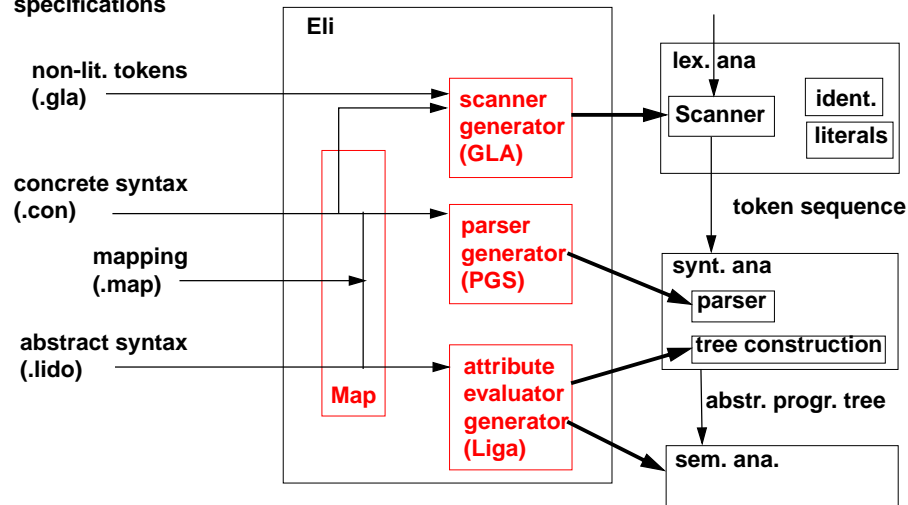 specifications
Eli
non-lit. tokens
(.gla)
scanner
generator
(GLA)
lex. ana
Scanner
ident.
literals
concrete syntax
(.con)
token sequence
parser
generator
(PGS)
mapping
(.map)
synt. ana
parser
tree construction
abstract syntax
(.lido)
Map
attribute
evaluator
generator
(Liga)
abstr. progr. tree
sem. ana.